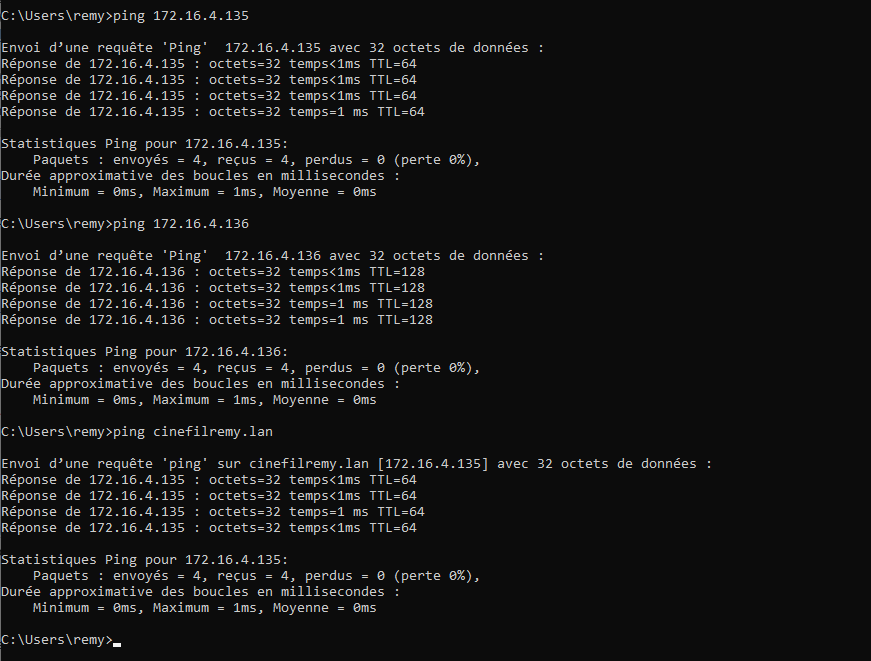 C:\Users\remy>ping 172.16.4.135
Envoi d’une requête 'Ping'  172.16.4.135 avec 32 octets de données :
Réponse de 172.16.4.135 : octets=32 temps<1ms TTL=64
Réponse de 172.16.4.135 : octets=32 temps<1ms TTL=64
Réponse de 172.16.4.135 : octets=32 temps<1ms TTL=64
Réponse de 172.16.4.135 : octets=32 temps=1 ms TTL=64
Statistiques Ping pour 172.16.4.135:
    Paquets : envoyés = 4, reçus = 4, perdus = 0 (perte 0%),
Durée approximative des boucles en millisecondes :
    Minimum = 0ms, Maximum = 1ms, Moyenne = 0ms
C:\Users\remy>ping 172.16.4.136
Envoi d’une requête 'Ping'  172.16.4.136 avec 32 octets de données :
Réponse de 172.16.4.136 : octets=32 temps<1ms TTL=128
Réponse de 172.16.4.136 : octets=32 temps<1ms TTL=128
Réponse de 172.16.4.136 : octets=32 temps=1 ms TTL=128
Réponse de 172.16.4.136 : octets=32 temps=1 ms TTL=128
Statistiques Ping pour 172.16.4.136:
    Paquets : envoyés = 4, reçus = 4, perdus = 0 (perte 0%),
Durée approximative des boucles en millisecondes :
    Minimum = 0ms, Maximum = 1ms, Moyenne = 0ms
C:\Users\remy>ping cinefilremy.lan
Envoi d’une requête 'ping' sur cinefilremy.lan [172.16.4.135] avec 32 octets de données :
Réponse de 172.16.4.135 : octets=32 temps<1ms TTL=64
Réponse de 172.16.4.135 : octets=32 temps<1ms TTL=64
Réponse de 172.16.4.135 : octets=32 temps=1 ms TTL=64
Réponse de 172.16.4.135 : octets=32 temps<1ms TTL=64
Statistiques Ping pour 172.16.4.135:
    Paquets : envoyés = 4, reçus = 4, perdus = 0 (perte 0%),
Durée approximative des boucles en millisecondes :
    Minimum = 0ms, Maximum = 1ms, Moyenne = 0ms
C:\Users\remy>